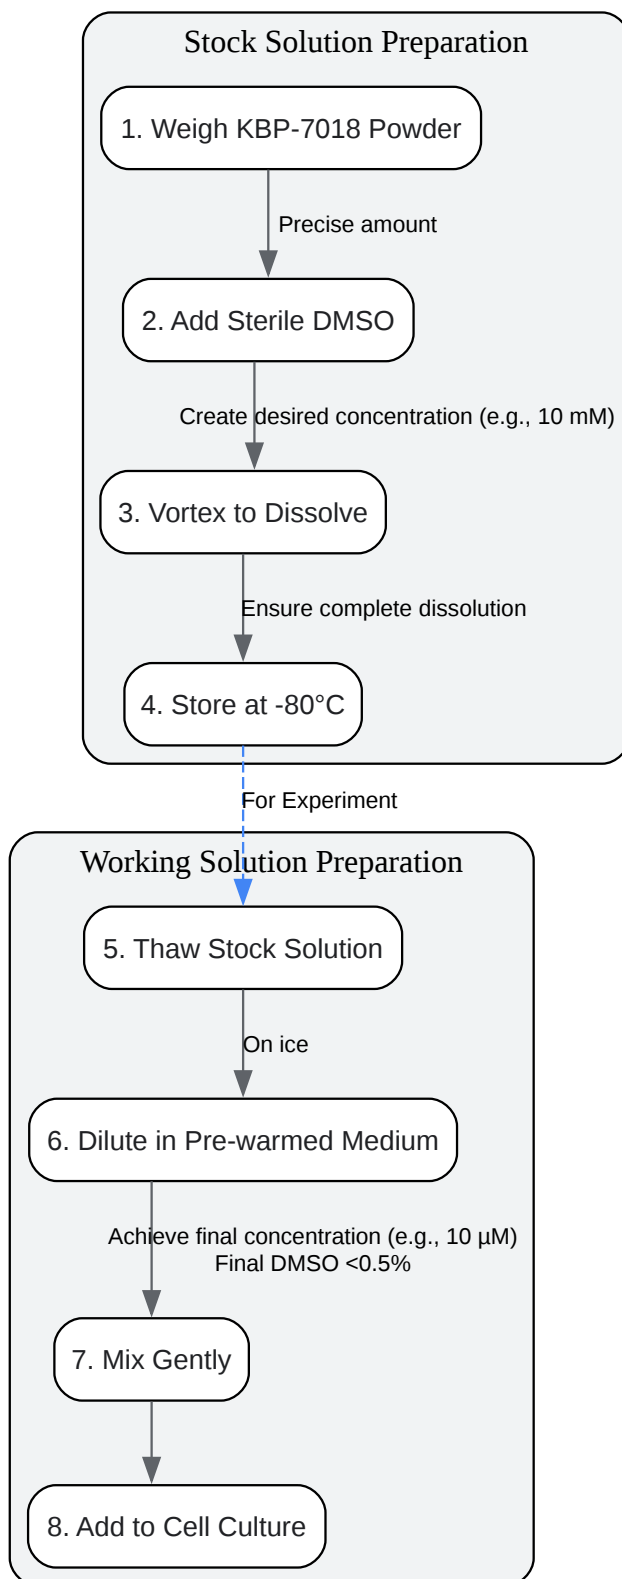 Stock Solution Preparation
1. Weigh KBP-7018 Powder
Precise amount
2. Add Sterile DMSO
Create desired concentration (e.g., 10 mM)
3. Vortex to Dissolve
Ensure complete dissolution
4. Store at -80°C
For Experiment
Working Solution Preparation
5. Thaw Stock Solution
On ice
6. Dilute in Pre-warmed Medium
Achieve final concentration (e.g., 10 µM)
Final DMSO <0.5%
7. Mix Gently
8. Add to Cell Culture